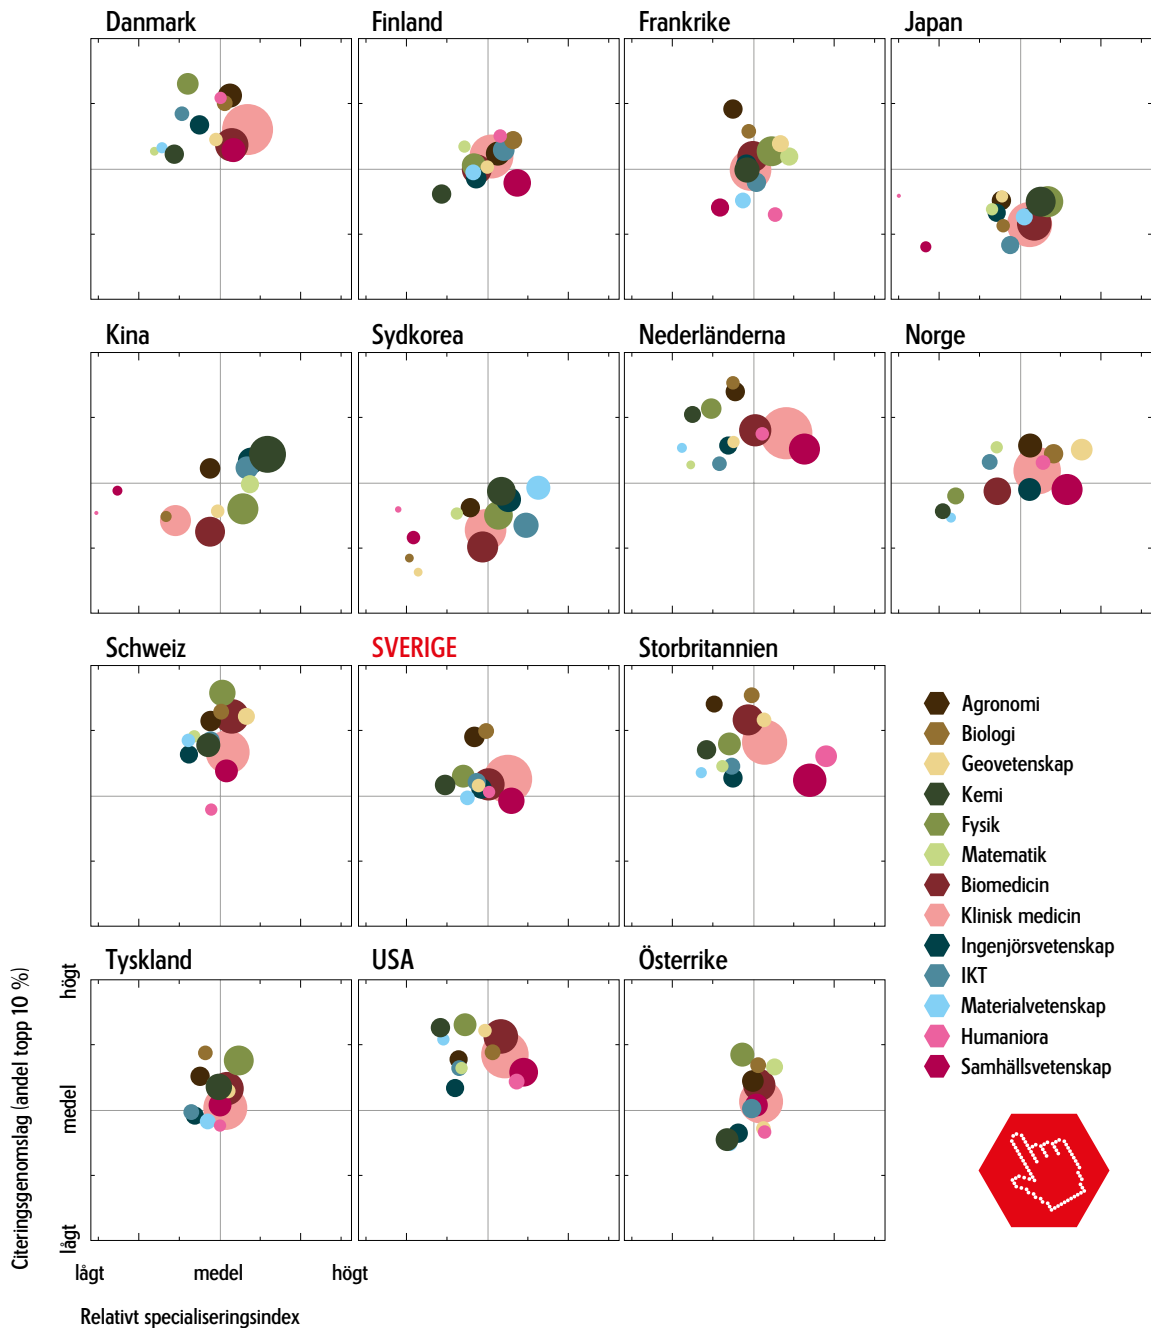 Danmark
Finland
Frankrike
Japan
Kina
Sydkorea
Nederländerna
Norge
Schweiz
SVERIGE
Storbritannien
Agronomi
Biologi
Geovetenskap
Kemi
Fysik
Matematik
Biomedicin
Klinisk medicin
Ingenjörsvetenskap
IKT
Materialvetenskap
Humaniora
Samhällsvetenskap
Tyskland
USA
Österrike
Citeringsgenomslag (andel topp 10 %)
högt
medel
lågt
lågt medel högt
Relativt specialiseringsindex